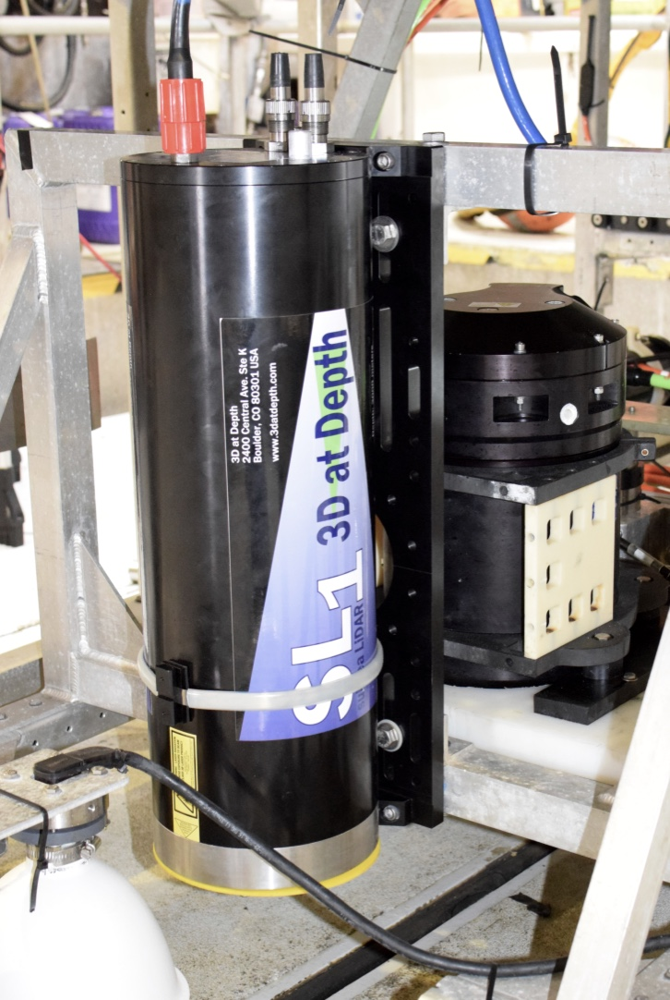 3D at Depth
2400 Central Ave. Ste K
Boulder, CO 80301 USA
www.3datdepth.com
3D at Depth
SL1
LIDAR